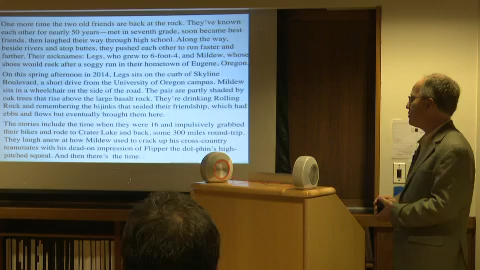 One more time the two old friends are back at the rock. They've known
each other for nearly 50 years—met in seventh grade, soon became best
friends, then laughed their way through high school. Along the way,
beside rivers and atop buttes, they pushed each other to run faster and
further. Their nicknames: Legs, who grew to 6-foot-4, and Mildew, whose
shoes would reek after a soggy run in their hometown of Eugene, Oregon.
On this spring afternoon in 2014, Legs sits on the curb of Skyline
Boulevard, a short drive from the University of Oregon campus. Mildew
sits in a wheelchair on the side of the road. The pair are partly shaded by
oak trees that rise above the large basalt rock. They're drinking Rolling
Rock and remembering the hijinks that sealed their friendship, which had
ebbs and flows but eventually brought them here.
The stories include the time when they were 16 and impulsively grabbed
their bikes and rode to Crater Lake and back, some 300 miles round-trip.
They laugh anew at how Mildew used to crack up his cross-country
teammates with his dead-on impression of Flipper the dol-phin's high-
pitched squeal. And then there's the time...